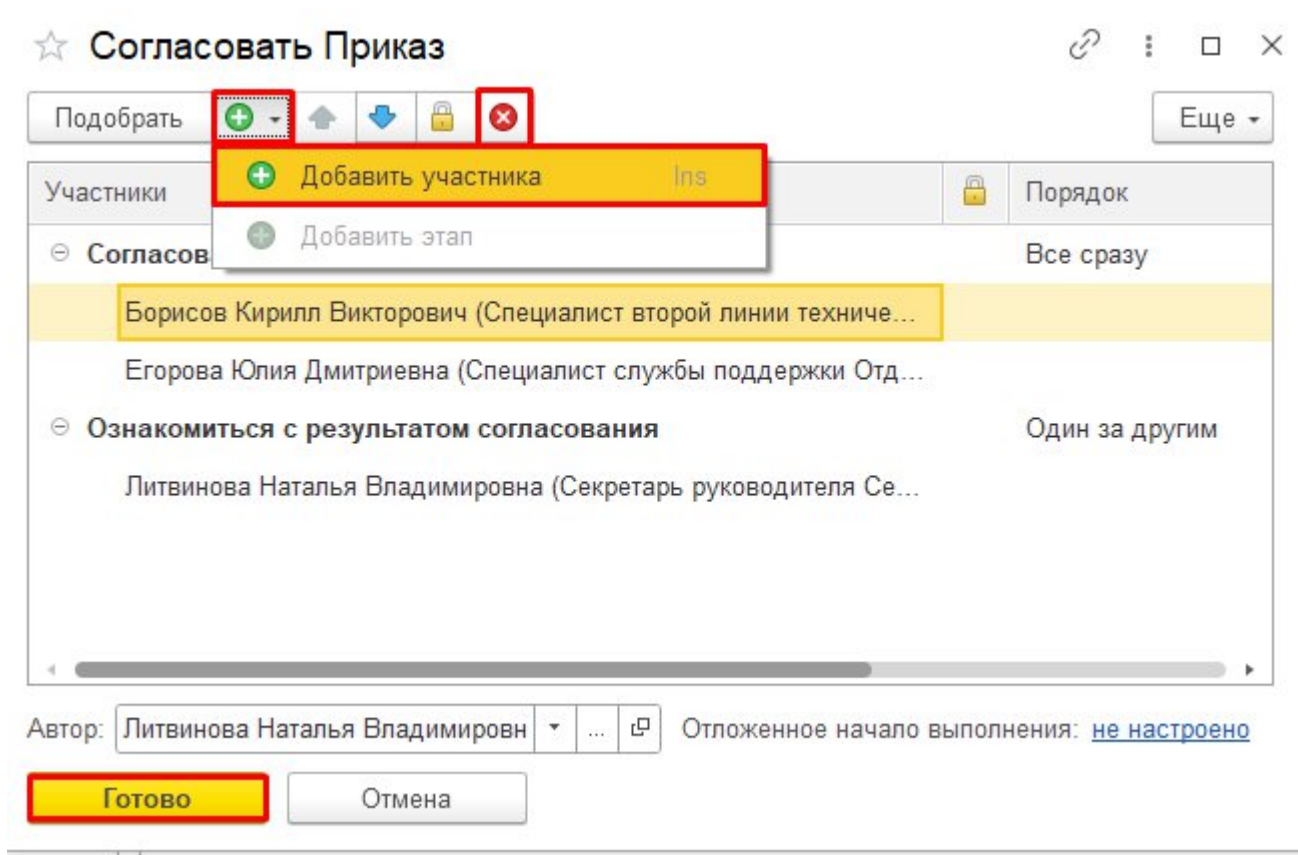 Согласовать Приказ
Подобрать Еще
Добавить участника Ins
Участники Порядок
Добавить этап
Согласов Все сразу
Борисов Кирилл Викторович (Специалист второй линии техниче...
Егорова Юлия Дмитриевна (Специалист службы поддержки Отд...
Ознакомиться с результатом согласования Один за другим
Литвинова Наталья Владимировна (Секретарь руководителя Се...
Автор: Литвинова Наталья Владимировн ... Отложенное начало выполнения: не настроено
Готово Отмена